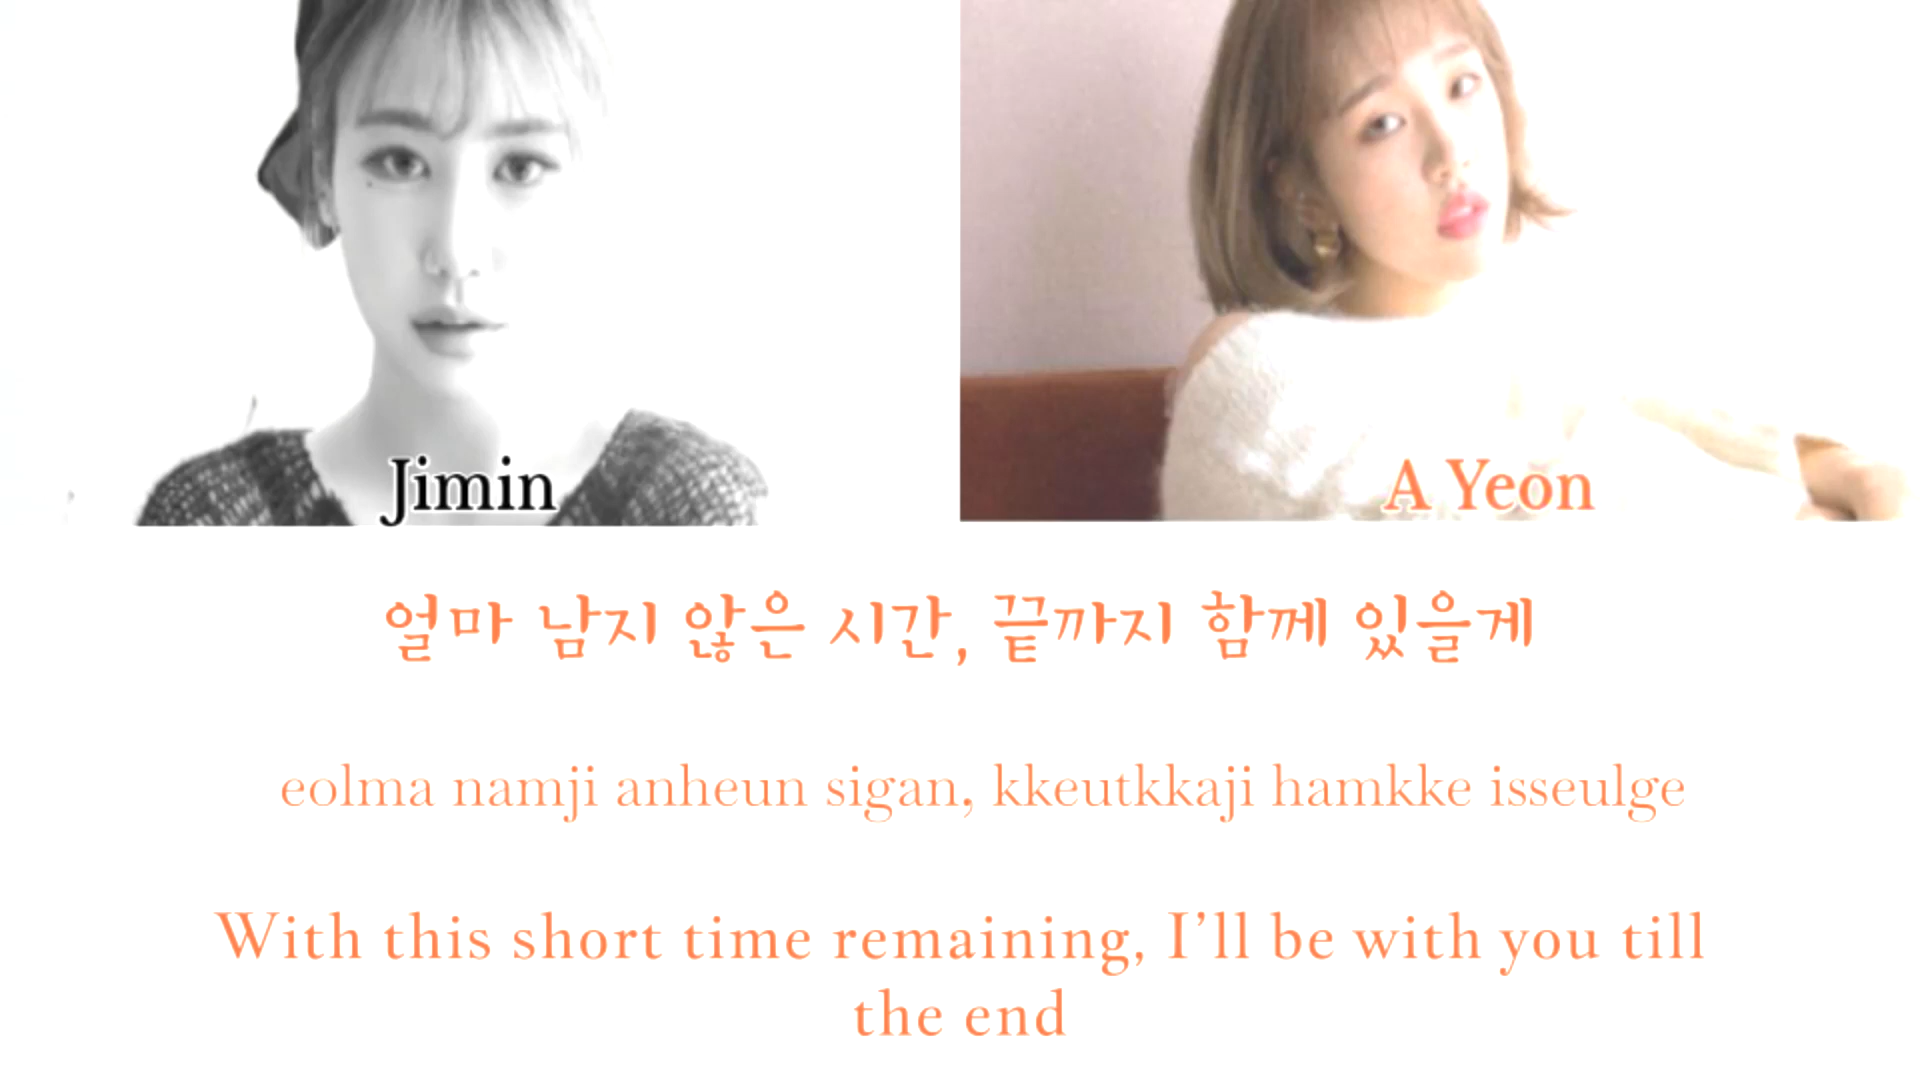 Jimin
A Yeon
얼마 남지 않은 시간, 끝까지 함께 있을게
eolma namji anheun sigan, kkeutkkaji hamkke isseulge
With this short time remaining, I’ll be with you till
the end